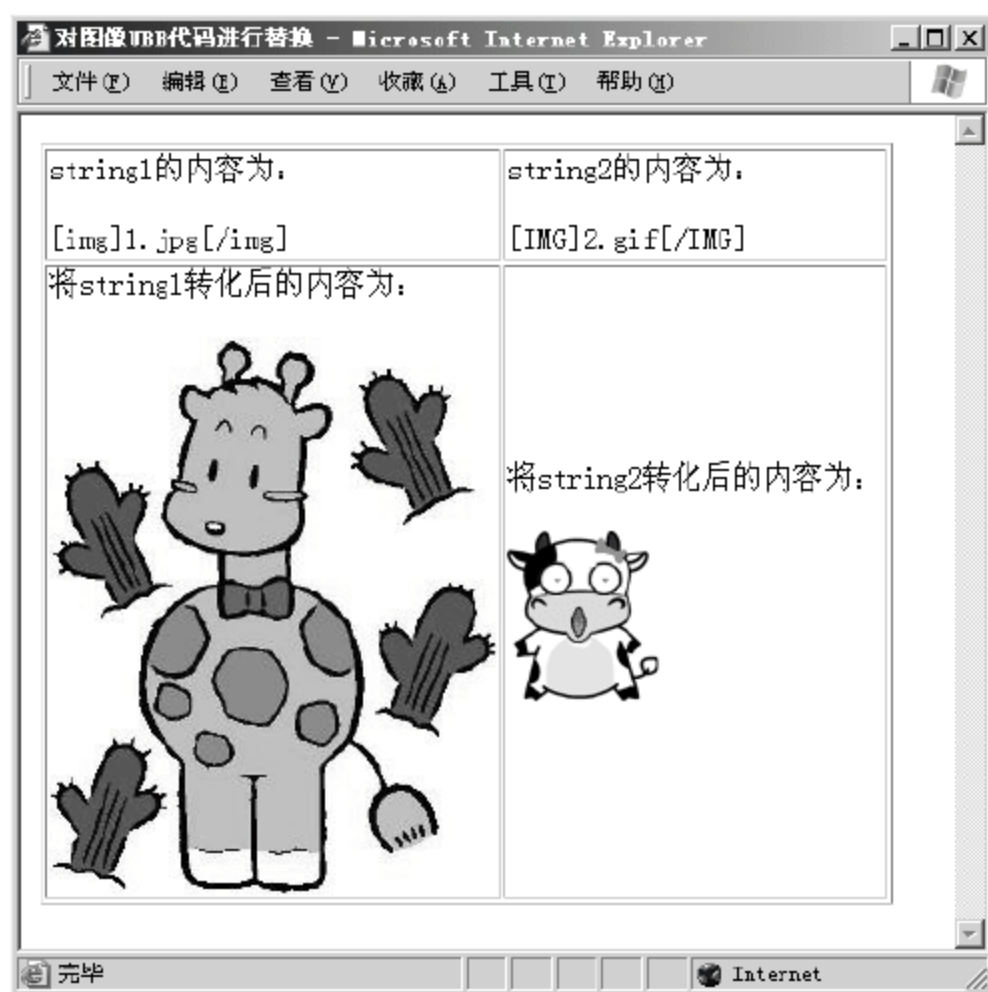 对图像UBB代码进行替换 - Microsoft Internet Explorer
文件(F) 编辑(E) 查看(V) 收藏(A) 工具(T) 帮助(H)
string1的内容为:
[img]1.jpg[/img]
string2的内容为:
[IMG]2.gif[/IMG]
将string1转化后的内容为:
将string2转化后的内容为:
完毕
Internet